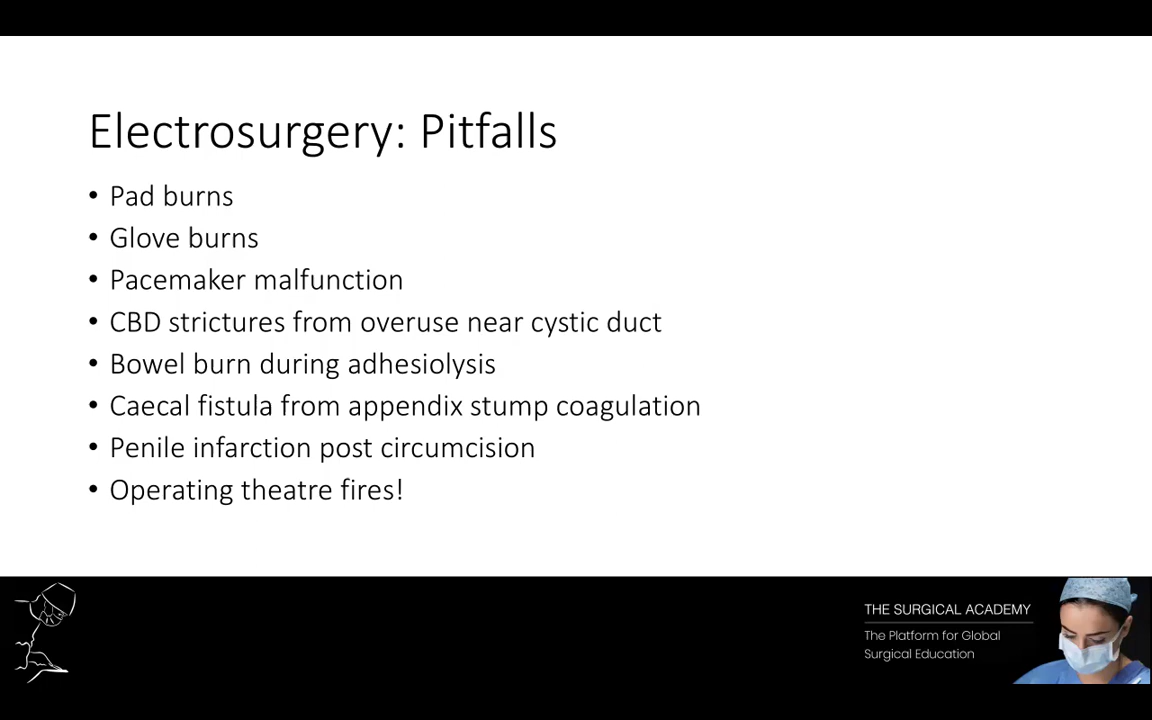 Electrosurgery: Pitfalls
• Pad burns
• Glove burns
• Pacemaker malfunction
• CBD strictures from overuse near cystic duct
• Bowel burn during adhesiolysis
• Caecal fistula from appendix stump coagulation
• Penile infarction post circumcision
• Operating theatre fires!
THE SURGICAL ACADEMY
The Platform for Global
Surgical Education